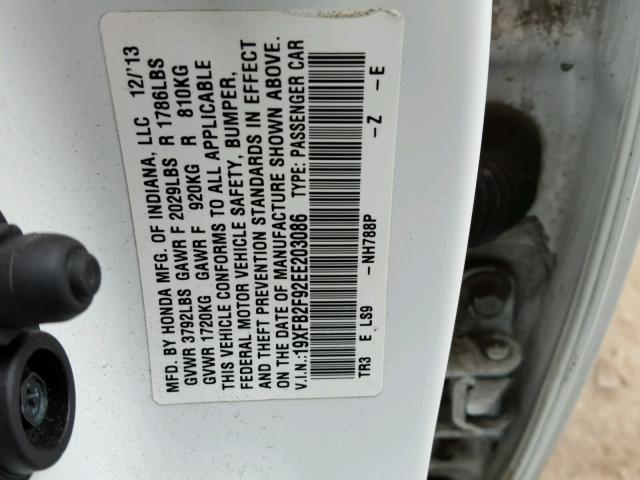 MFD. BY HONDA MFG. OF INDIANA, LLC 12/'13
GVWR 3792LBS GAWR F 2029LBS R 1786LBS
GVWR 1720KG GAWR F 920KG R 810KG
THIS VEHICLE CONFORMS TO ALL APPLICABLE
FEDERAL MOTOR VEHICLE SAFETY, BUMPER,
AND THEFT PREVENTION STANDARDS IN EFFECT
ON THE DATE OF MANUFACTURE SHOWN ABOVE.
V.I.N.:19XFB2F92EE203086 TYPE: PASSENGER CAR
TR3 E LS9 -NH788P -Z -E